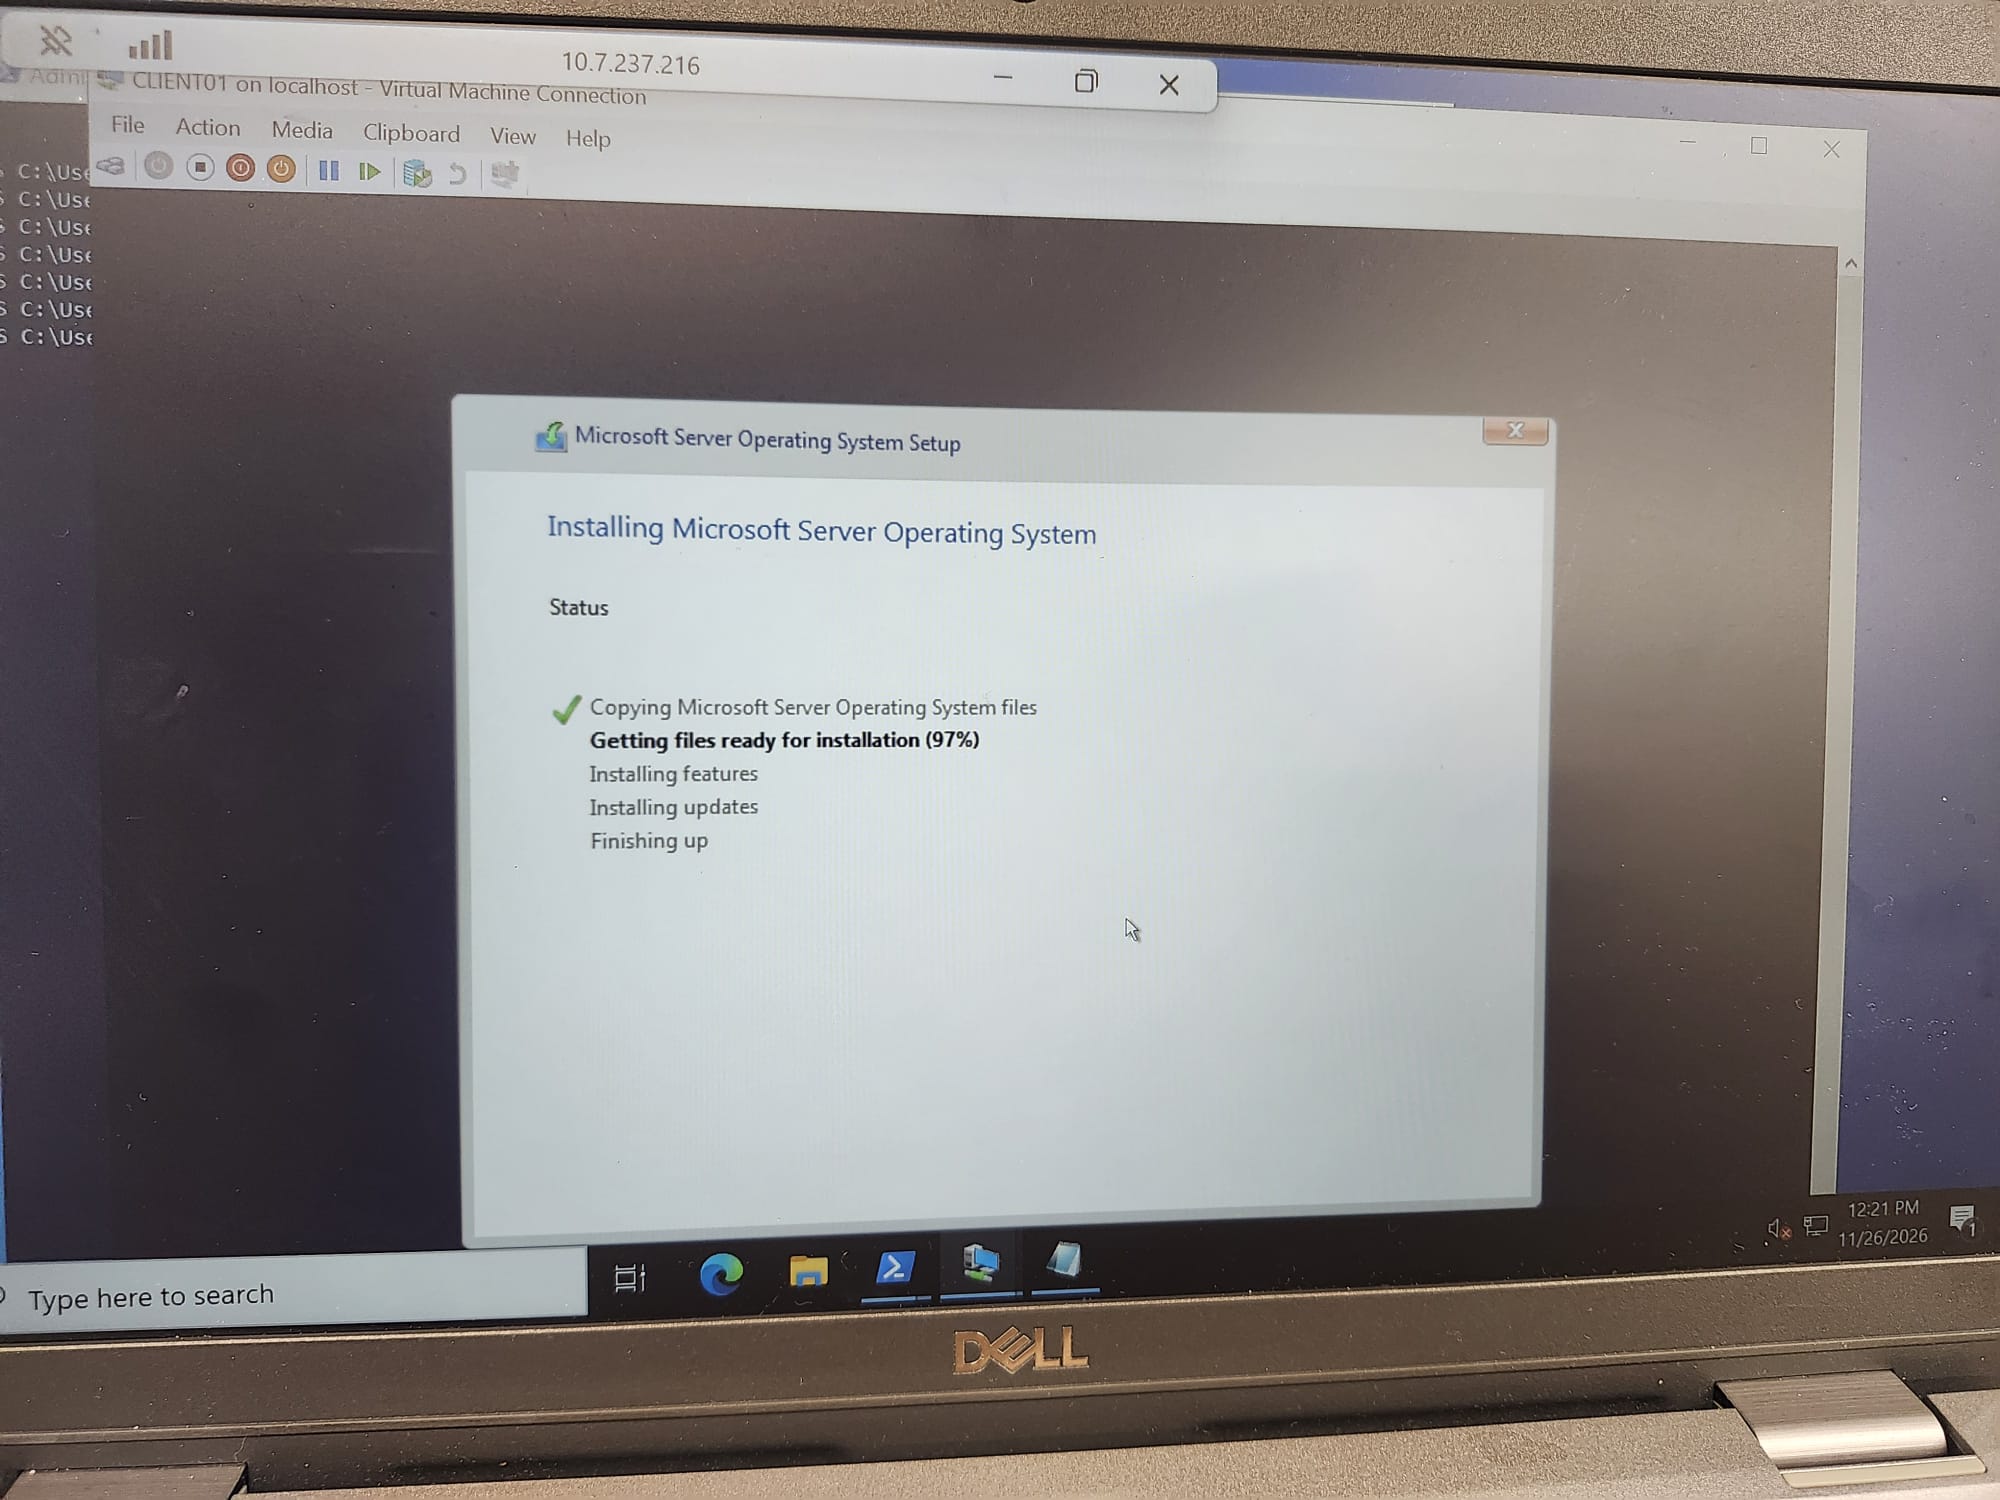 10.7.237.216
CLIENT01 on localhost - Virtual Machine Connection
File Action Media Clipboard View Help
C:\Use
C:\Use
C:\Use
C:\Use
C:\Use
C:\Use
C:\Use
Microsoft Server Operating System Setup
Installing Microsoft Server Operating System
Status
Copying Microsoft Server Operating System files
Getting files ready for installation (97%)
Installing features
Installing updates
Finishing up
12:21 PM
11/26/2026
1
Type here to search
DELL